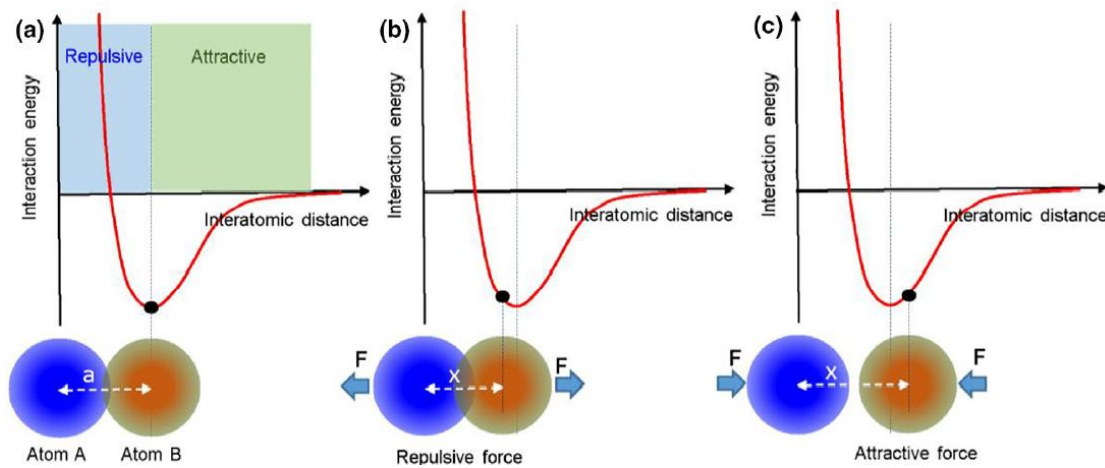 (a)
Repulsive
Attractive
Interaction energy
Interatomic distance
a
Atom A
Atom B
(b)
Interaction energy
Interatomic distance
F
x
F
Repulsive force
(c)
Interaction energy
Interatomic distance
F
x
F
Attractive force